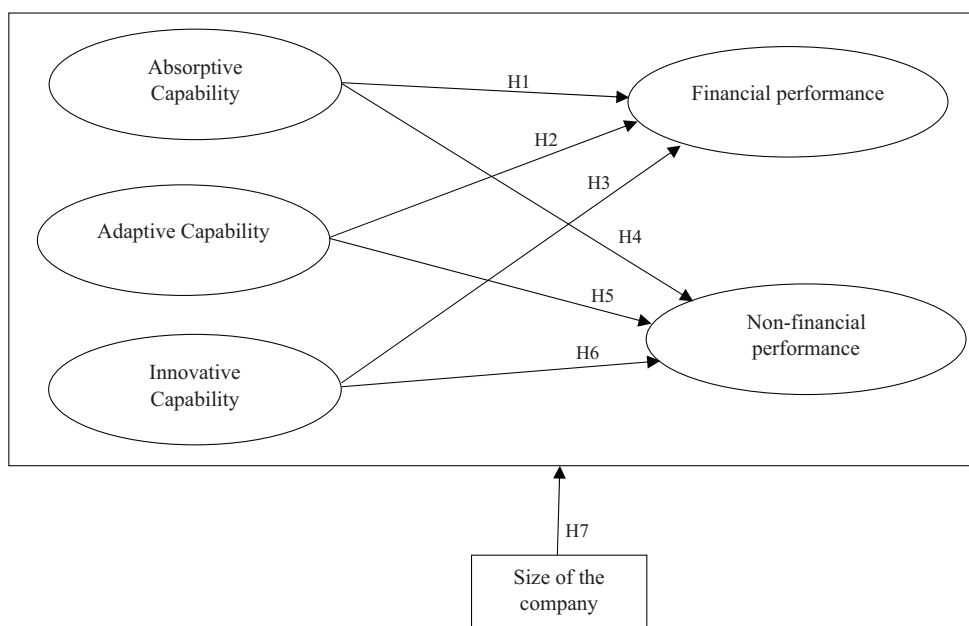 Absorptive
Capability
H1
Financial performance
H2
H3
Adaptive Capability
H4
H5
Non-financial
performance
H6
Innovative
Capability
H7
Size of the
company